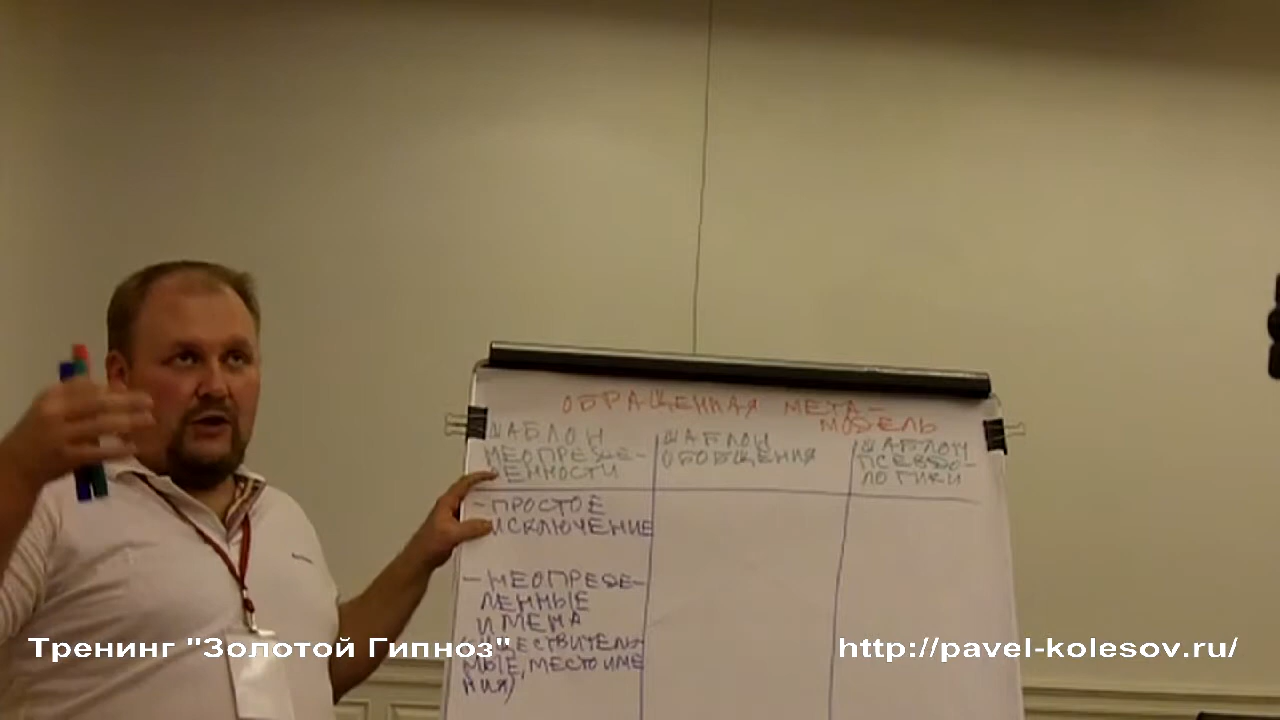 ОБРАЩЕННАЯ МЕТА-
МОДЕЛЬ
ШАБЛОН
НЕОПРЕДЕ-
ЛЕННОСТИ
ШАБЛОН
ОБОБЩЕНИЯ
ШАБЛОН
ПСЕВДО-
ЛОГИКИ
-ПРОСТОЕ
ИСКЛЮЧЕНИЕ
- НЕОПРЕДЕ-
ЛЕННЫЕ
ИМЕНА
(СУЩЕСТВИТЕЛЬ-
НЫЕ, МЕСТОИМЕ
НИЯ)
Тренинг "Золотой Гипноз"
http://pavel-kolesov.ru/